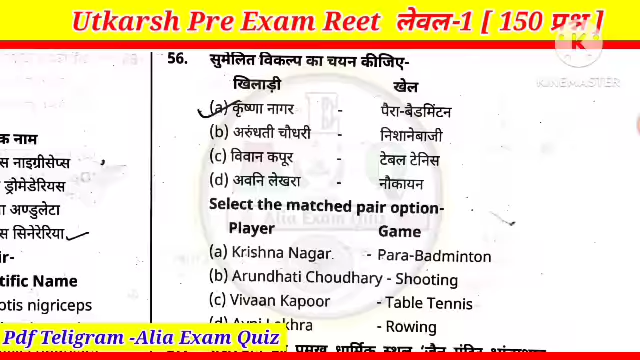 Utkarsh Pre Exam Reet लेवल-1 [ 150 प्रश्न ]
KINEMASTER
56. सुमेलित विकल्प का चयन कीजिए-
खिलाड़ी खेल
(a) कृष्णा नागर - पैरा-बैडमिंटन
(b) अरुंधती चौधरी - निशानेबाजी
(c) विवान कपूर - टेबल टेनिस
(d) अवनि लेखरा - नौकायन
Select the matched pair option-
Player Game
(a) Krishna Nagar - Para-Badminton
(b) Arundhati Choudhary - Shooting
(c) Vivaan Kapoor - Table Tennis
(d) Avni Lekhra - Rowing
क नाम
स नाइग्रीसेप्स
ड्रोमेडेरियस
अण्डुलेटा
स सिनेरेरिया
ir-
tific Name
otis nigriceps
Alia Exam Quiz
Pdf Teligram -Alia Exam Quiz